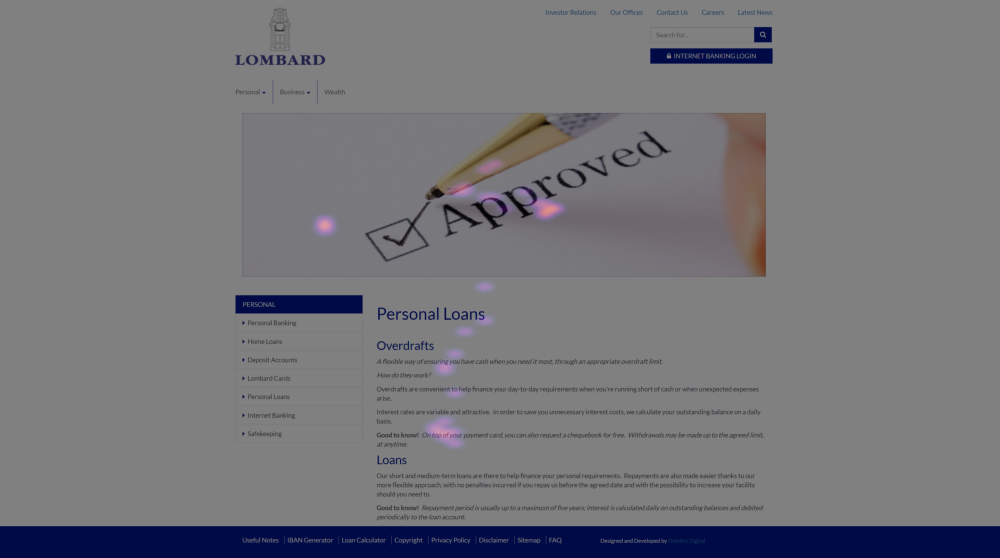 Investor Relations
Our Offices
Contact Us
Careers
Latest News
LOMBARD
Search for...
INTERNET BANKING LOGIN
Personal
Business
Wealth
Approved
PERSONAL
Personal Banking
Home Loans
Deposit Accounts
Lombard Cards
Personal Loans
Internet Banking
Safekeeping
Personal Loans
Overdrafts
A flexible way of ensuring you have cash when you need it most, through an appropriate overdraft limit.
How do they work?
Overdrafts are convenient to help finance your day-to-day requirements when you're running short of cash or when unexpected expenses
arise.
Interest rates are variable and attractive. In order to save you unnecessary interest costs, we calculate your outstanding balance on a daily
basis.
Good to know! On top of your payment card, you can also request a chequebook for free. Withdrawals may be made up to the agreed limit,
at anytime.
Loans
Our short and medium-term loans are there to help finance your personal requirements. Repayments are also made easier thanks to our
more flexible approach, with no penalties incurred if you repay us before the agreed date and with the possibility to increase your facility
should you need to.
Good to know! Repayment period is usually up to a maximum of five years; interest is calculated daily on outstanding balances and debited
periodically to the loan account.
Useful Notes | IBAN Generator | Loan Calculator | Copyright | Privacy Policy | Disclaimer | Sitemap | FAQ
Designed and Developed by